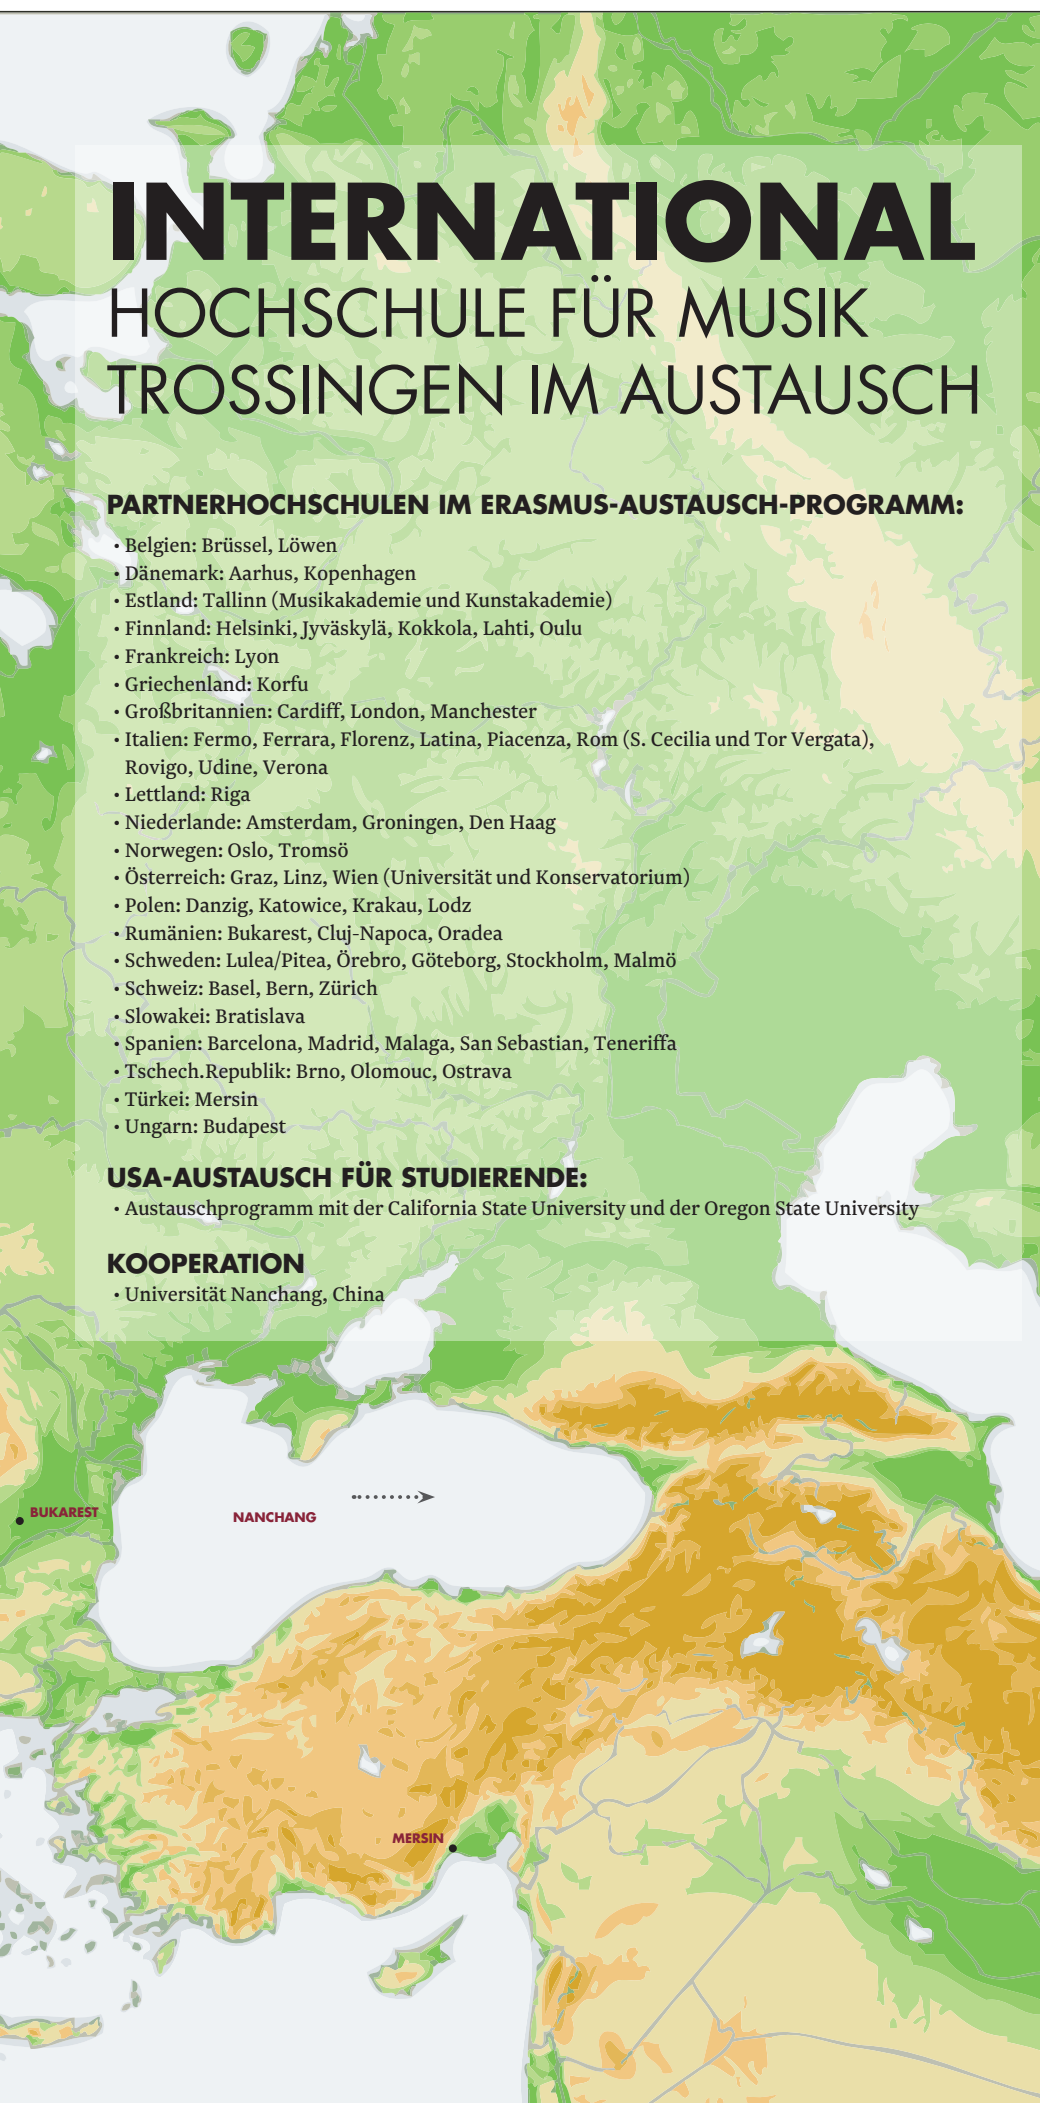 INTERNATIONAL
HOCHSCHULE FÜR MUSIK
TROSSINGEN IM AUSTAUSCH
PARTNERHOCHSCHULEN IM ERASMUS-AUSTAUSCH-PROGRAMM:
• Belgien: Brüssel, Löwen
• Dänemark: Aarhus, Kopenhagen
• Estland: Tallinn (Musikakademie und Kunstakademie)
• Finnland: Helsinki, Jyväskylä, Kokkola, Lahti, Oulu
• Frankreich: Lyon
• Griechenland: Korfu
• Großbritannien: Cardiff, London, Manchester
• Italien: Fermo, Ferrara, Florenz, Latina, Piacenza, Rom (S. Cecilia und Tor Vergata),
Rovigo, Udine, Verona
• Lettland: Riga
• Niederlande: Amsterdam, Groningen, Den Haag
• Norwegen: Oslo, Tromsö
• Österreich: Graz, Linz, Wien (Universität und Konservatorium)
• Polen: Danzig, Katowice, Krakau, Lodz
• Rumänien: Bukarest, Cluj-Napoca, Oradea
• Schweden: Lulea/Pitea, Örebro, Göteborg, Stockholm, Malmö
• Schweiz: Basel, Bern, Zürich
• Slowakei: Bratislava
• Spanien: Barcelona, Madrid, Malaga, San Sebastian, Teneriffa
• Tschech.Republik: Brno, Olomouc, Ostrava
• Türkei: Mersin
• Ungarn: Budapest
USA-AUSTAUSCH FÜR STUDIERENDE:
• Austauschprogramm mit der California State University und der Oregon State University
KOOPERATION
• Universität Nanchang, China
BUKAREST
NANCHANG
MERSIN